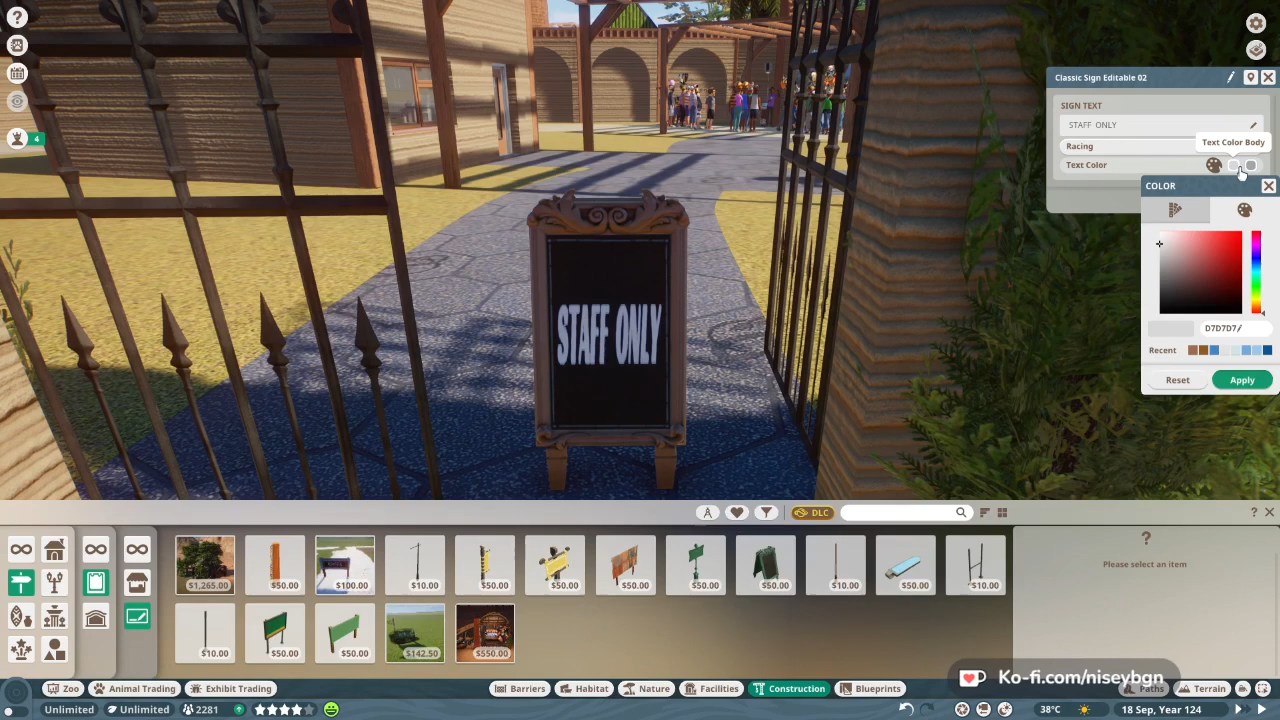 4
Classic Sign Editable 02
SIGN TEXT
STAFF ONLY
Racing
Text Color Body
Text Color
COLOR
D7D7D7
Recent
Reset
Apply
STAFF ONLY
DLC
$1,265.00
$50.00
$100.00
$10.00
$50.00
$50.00
$50.00
$50.00
$50.00
$10.00
$50.00
$10.00
$10.00
$50.00
$50.00
$142.50
$550.00
?
Please select an item
Ko-fi.com/niseybgn
Zoo
Animal Trading
Exhibit Trading
Barriers
Habitat
Nature
Facilities
Construction
Blueprints
Paths
Terrain
Unlimited
Unlimited
2281
38°C
18 Sep, Year 124